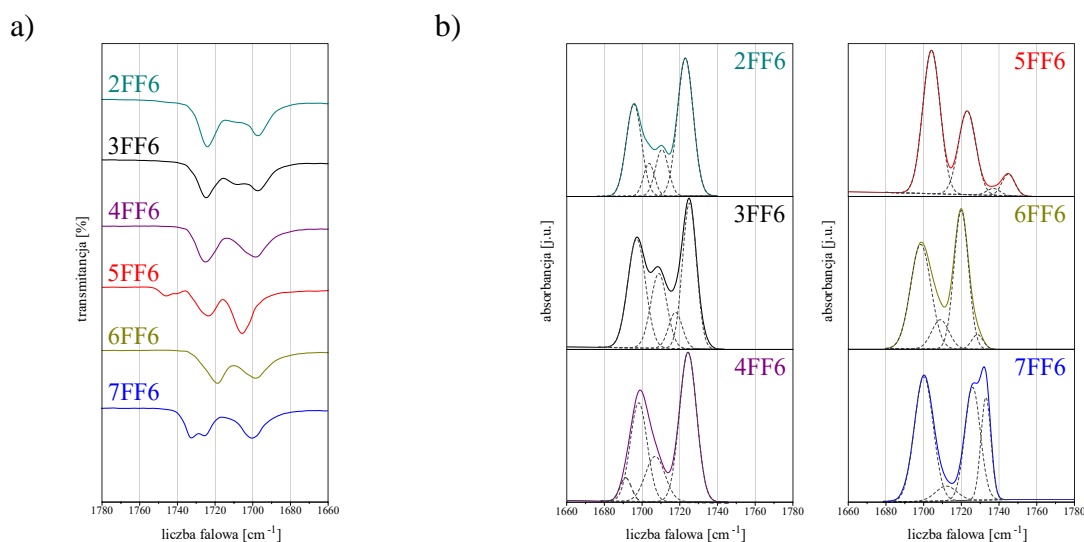 a)
2FF6
3FF6
4FF6
5FF6
6FF6
7FF6
transmitancja [%]
1780 1760 1740 1720 1700 1680 1660
liczba falowa [cm⁻¹]
b)
2FF6
3FF6
4FF6
absorbancja [j.u.]
1660 1680 1700 1720 1740 1760 1780
liczba falowa [cm⁻¹]
5FF6
6FF6
7FF6
absorbancja [j.u.]
1660 1680 1700 1720 1740 1760 1780
liczba falowa [cm⁻¹]